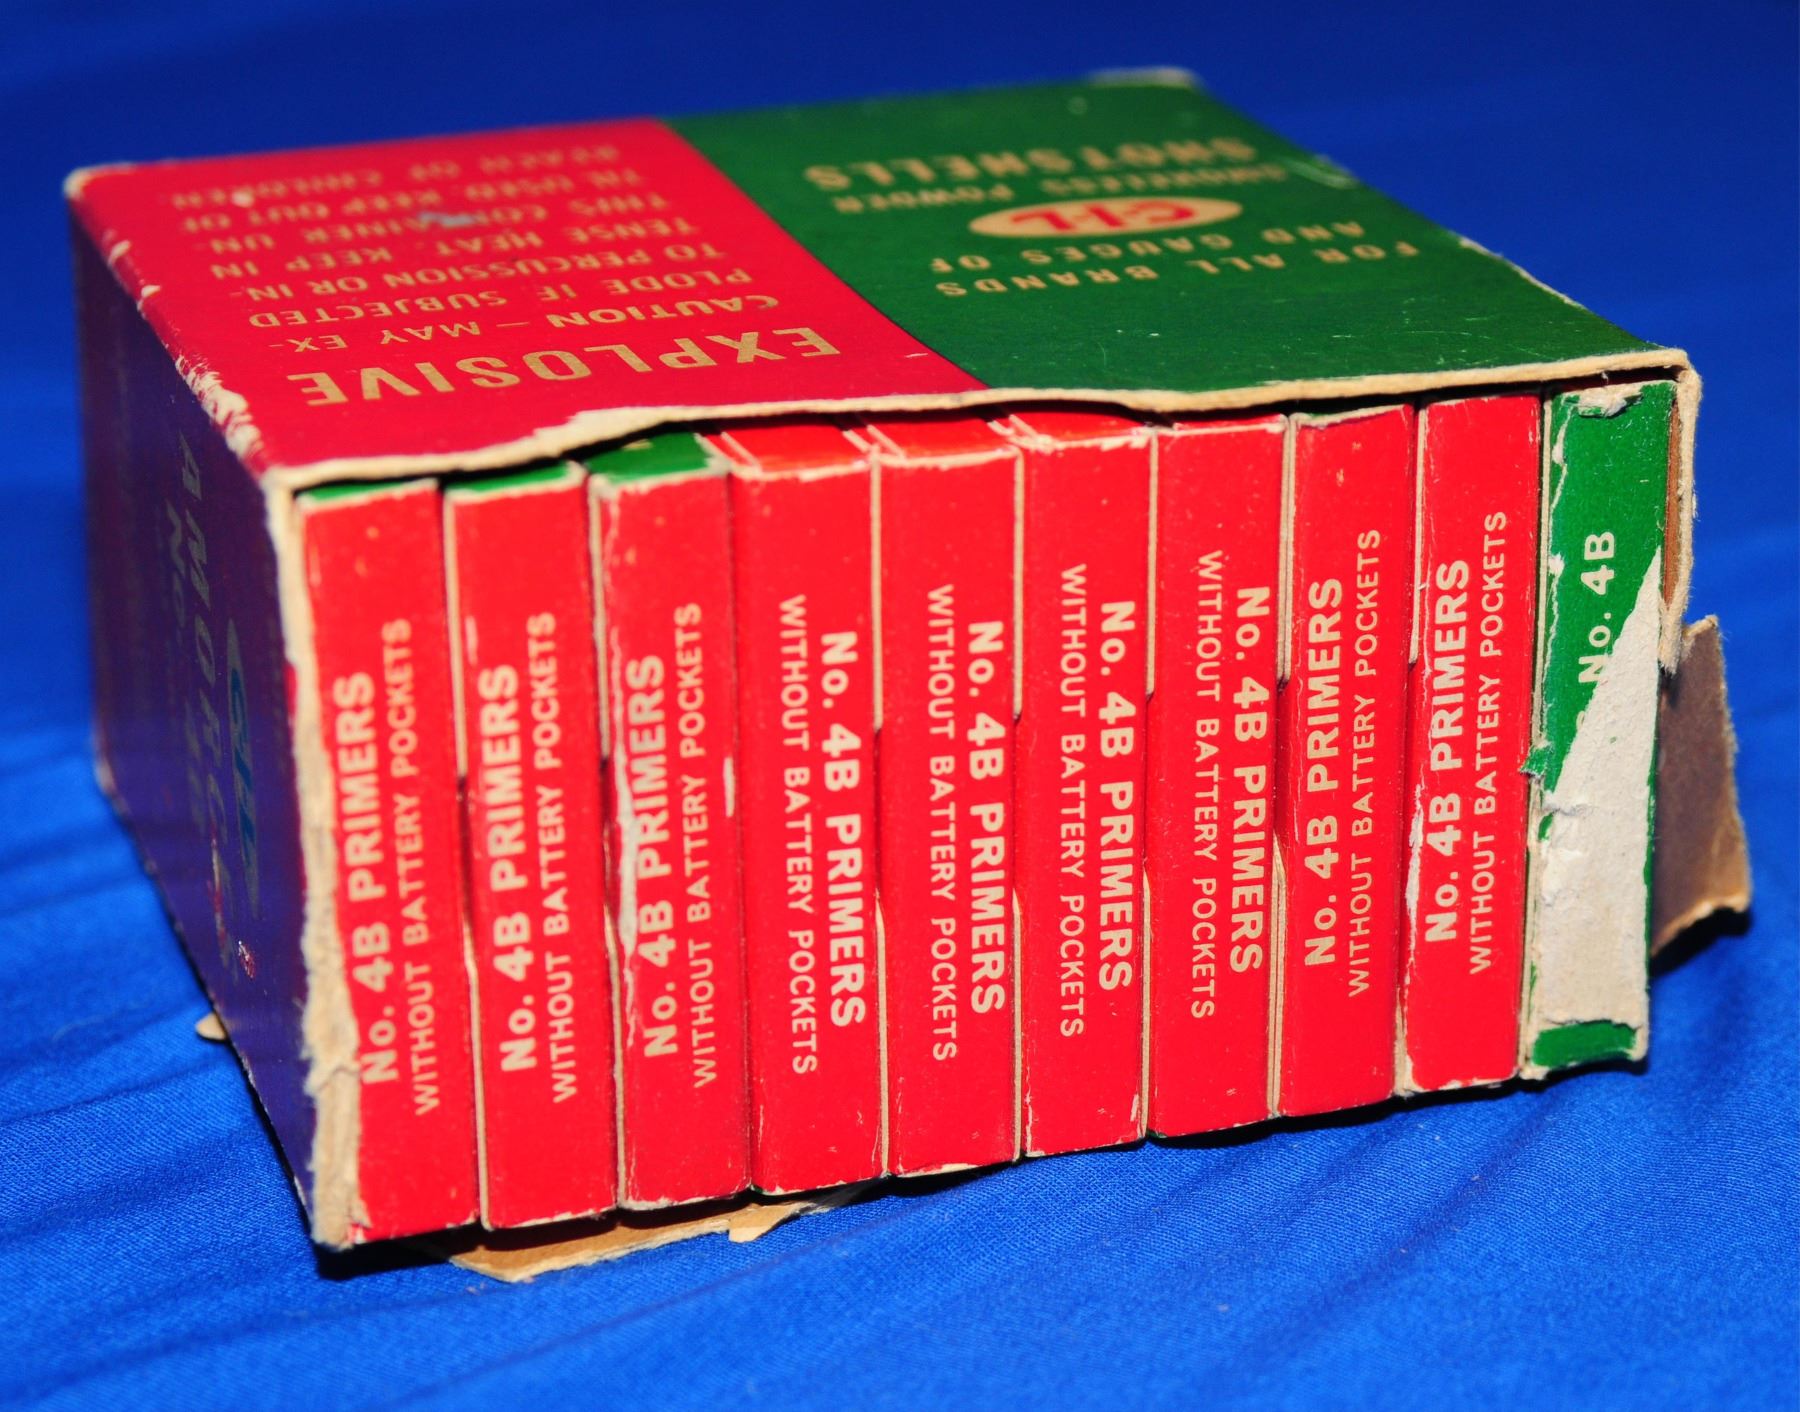 EXPLOSIVE
CAUTION – MAY EX-
PLODE IF SUBJECTED
TO PERCUSSION OR IN-
TENSE HEAT. KEEP IN
THIS CONTAINER UN-
TIL USED. KEEP OUT OF
REACH OF CHILDREN.
FOR ALL BRANDS
AND GAUGES OF
C-I-L
SMOKELESS POWDER
SHOTSHELLS
No. 4B PRIMERS
WITHOUT BATTERY POCKETS
No. 4B PRIMERS
WITHOUT BATTERY POCKETS
No. 4B PRIMERS
WITHOUT BATTERY POCKETS
No. 4B PRIMERS
WITHOUT BATTERY POCKETS
No. 4B PRIMERS
WITHOUT BATTERY POCKETS
No. 4B PRIMERS
WITHOUT BATTERY POCKETS
No. 4B PRIMERS
WITHOUT BATTERY POCKETS
No. 4B PRIMERS
WITHOUT BATTERY POCKETS
No. 4B PRIMERS
WITHOUT BATTERY POCKETS
No. 4B